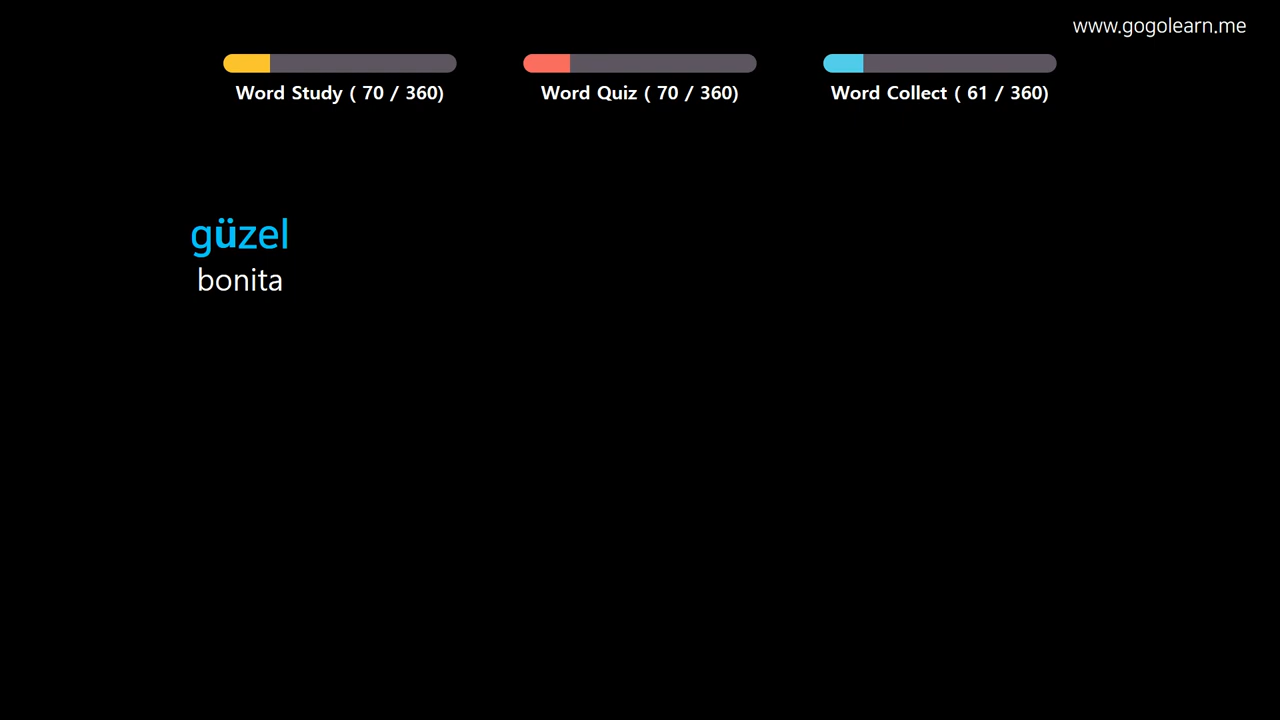 www.gogolearn.me
Word Study ( 70 / 360)
Word Quiz ( 70 / 360)
Word Collect ( 61 / 360)
güzel
bonita